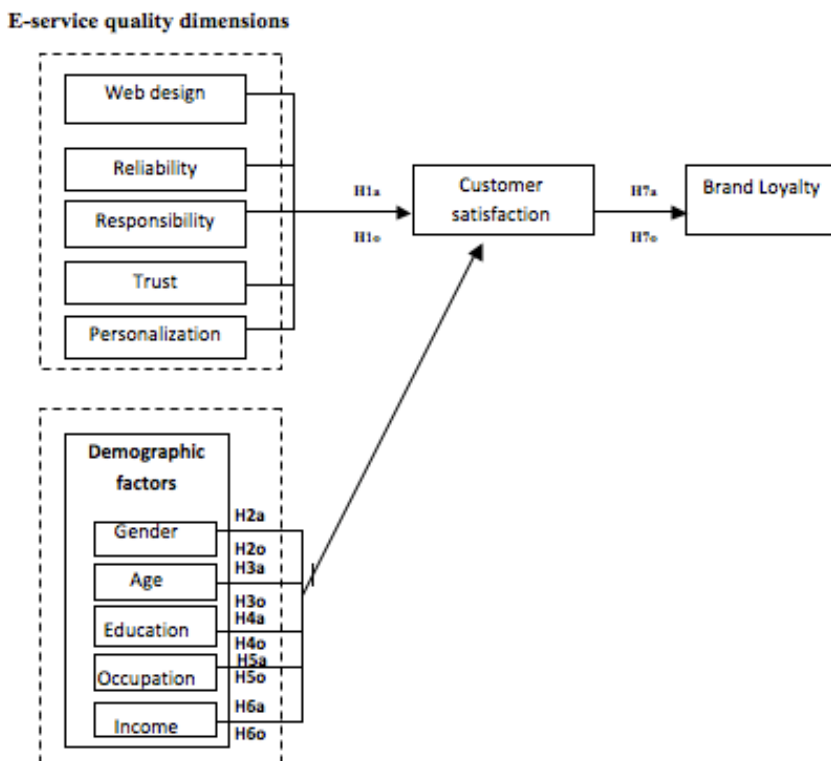 E-service quality dimensions
Web design
Reliability
Responsibility
Trust
Personalization
H1a
H1o
Customer
satisfaction
H7a
H7o
Brand Loyalty
Demographic
factors
Gender
Age
Education
Occupation
Income
H2a
H2o
H3a
H3o
H4a
H4o
H5a
H5o
H6a
H6o